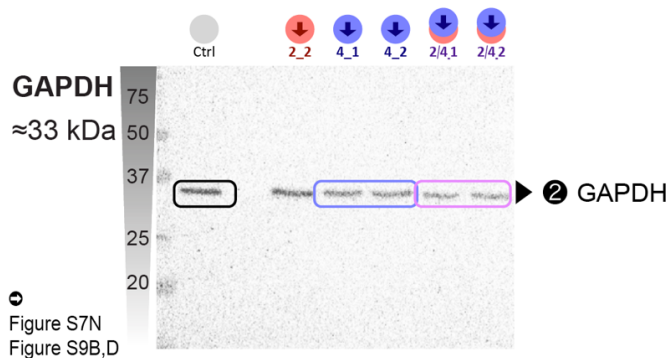 Ctrl 2_2 4_1 4_2 2/4_1 2/4_2
GAPDH
≈33 kDa
75
50
37
25
20
2 GAPDH
Figure S7N
Figure S9B,D